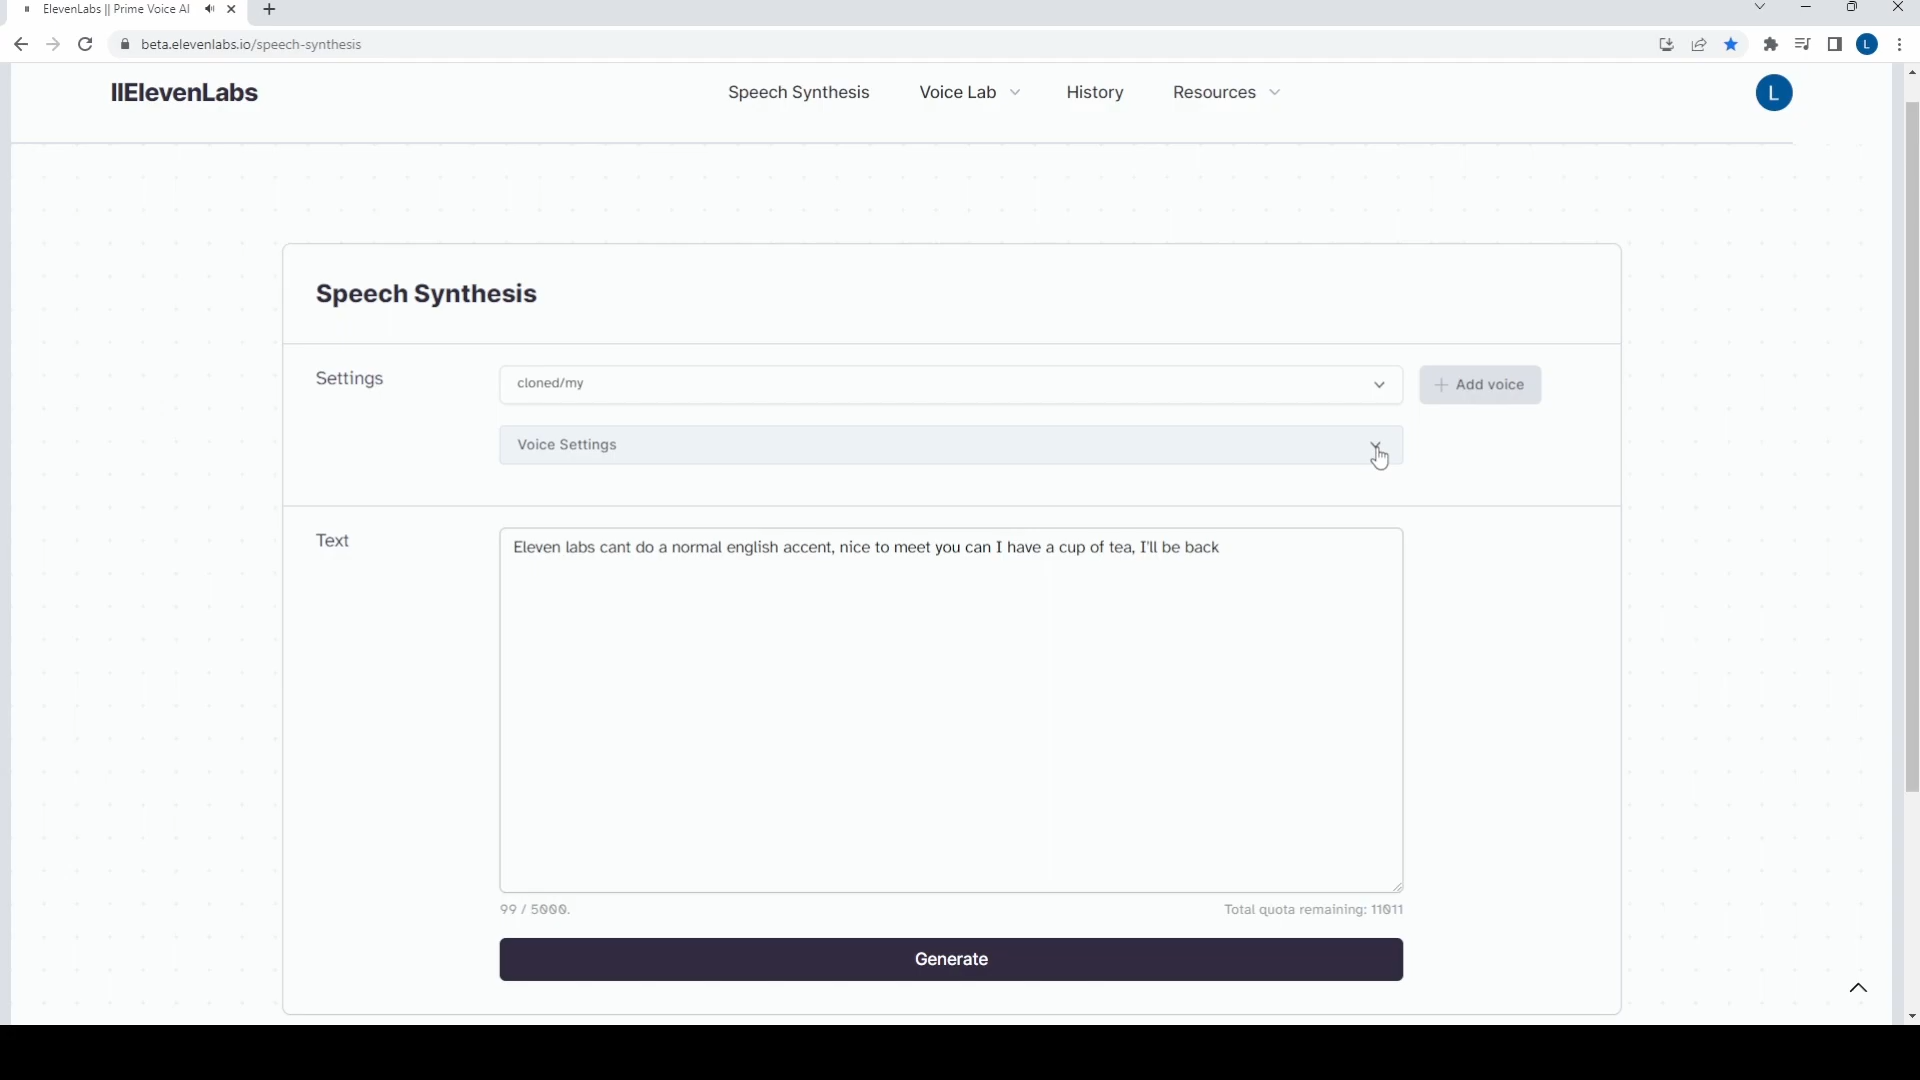 ElevenLabs || Prime Voice AI
beta.elevenlabs.io/speech-synthesis
L
IIElevenLabs
Speech Synthesis
Voice Lab
History
Resources
L
Speech Synthesis
Settings
cloned/my
+ Add voice
Voice Settings
Text
Eleven labs cant do a normal english accent, nice to meet you can I have a cup of tea, I'll be back
99 / 5000.
Total quota remaining: 11011
Generate